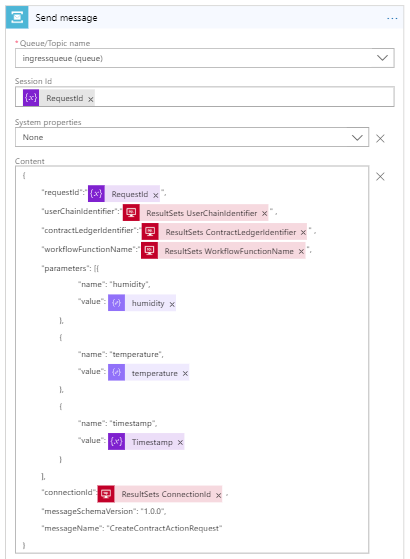 Send message ...
* Queue/Topic name
ingressqueue (queue)
Session Id
{x} RequestId ×
System properties
None
Content
{
"requestId":" {x} RequestId × ",
"userChainIdentifier":" ResultSets UserChainIdentifier × " ,
"contractLedgerIdentifier":" ResultSets ContractLedgerIdentifier × " ,
"workflowFunctionName":" ResultSets WorkflowFunctionName × ",
"parameters": [{
"name": "humidity",
"value": humidity ×
},
{
"name": "temperature",
"value": temperature ×
},
{
"name": "timestamp",
"value": {x} Timestamp ×
}
],
"connectionId": ResultSets ConnectionId × ,
"messageSchemaVersion": "1.0.0",
"messageName": "CreateContractActionRequest"
}